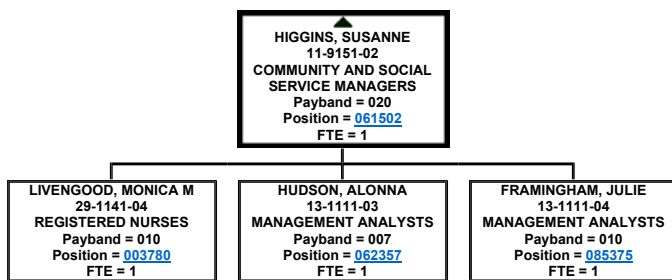 HIGGINS, SUSANNE
11-9151-02
COMMUNITY AND SOCIAL
SERVICE MANAGERS
Payband = 020
Position = 061502
FTE = 1
LIVENGOOD, MONICA M
29-1141-04
REGISTERED NURSES
Payband = 010
Position = 003780
FTE = 1
HUDSON, ALONNA
13-1111-03
MANAGEMENT ANALYSTS
Payband = 007
Position = 062357
FTE = 1
FRAMINGHAM, JULIE
13-1111-04
MANAGEMENT ANALYSTS
Payband = 010
Position = 085375
FTE = 1